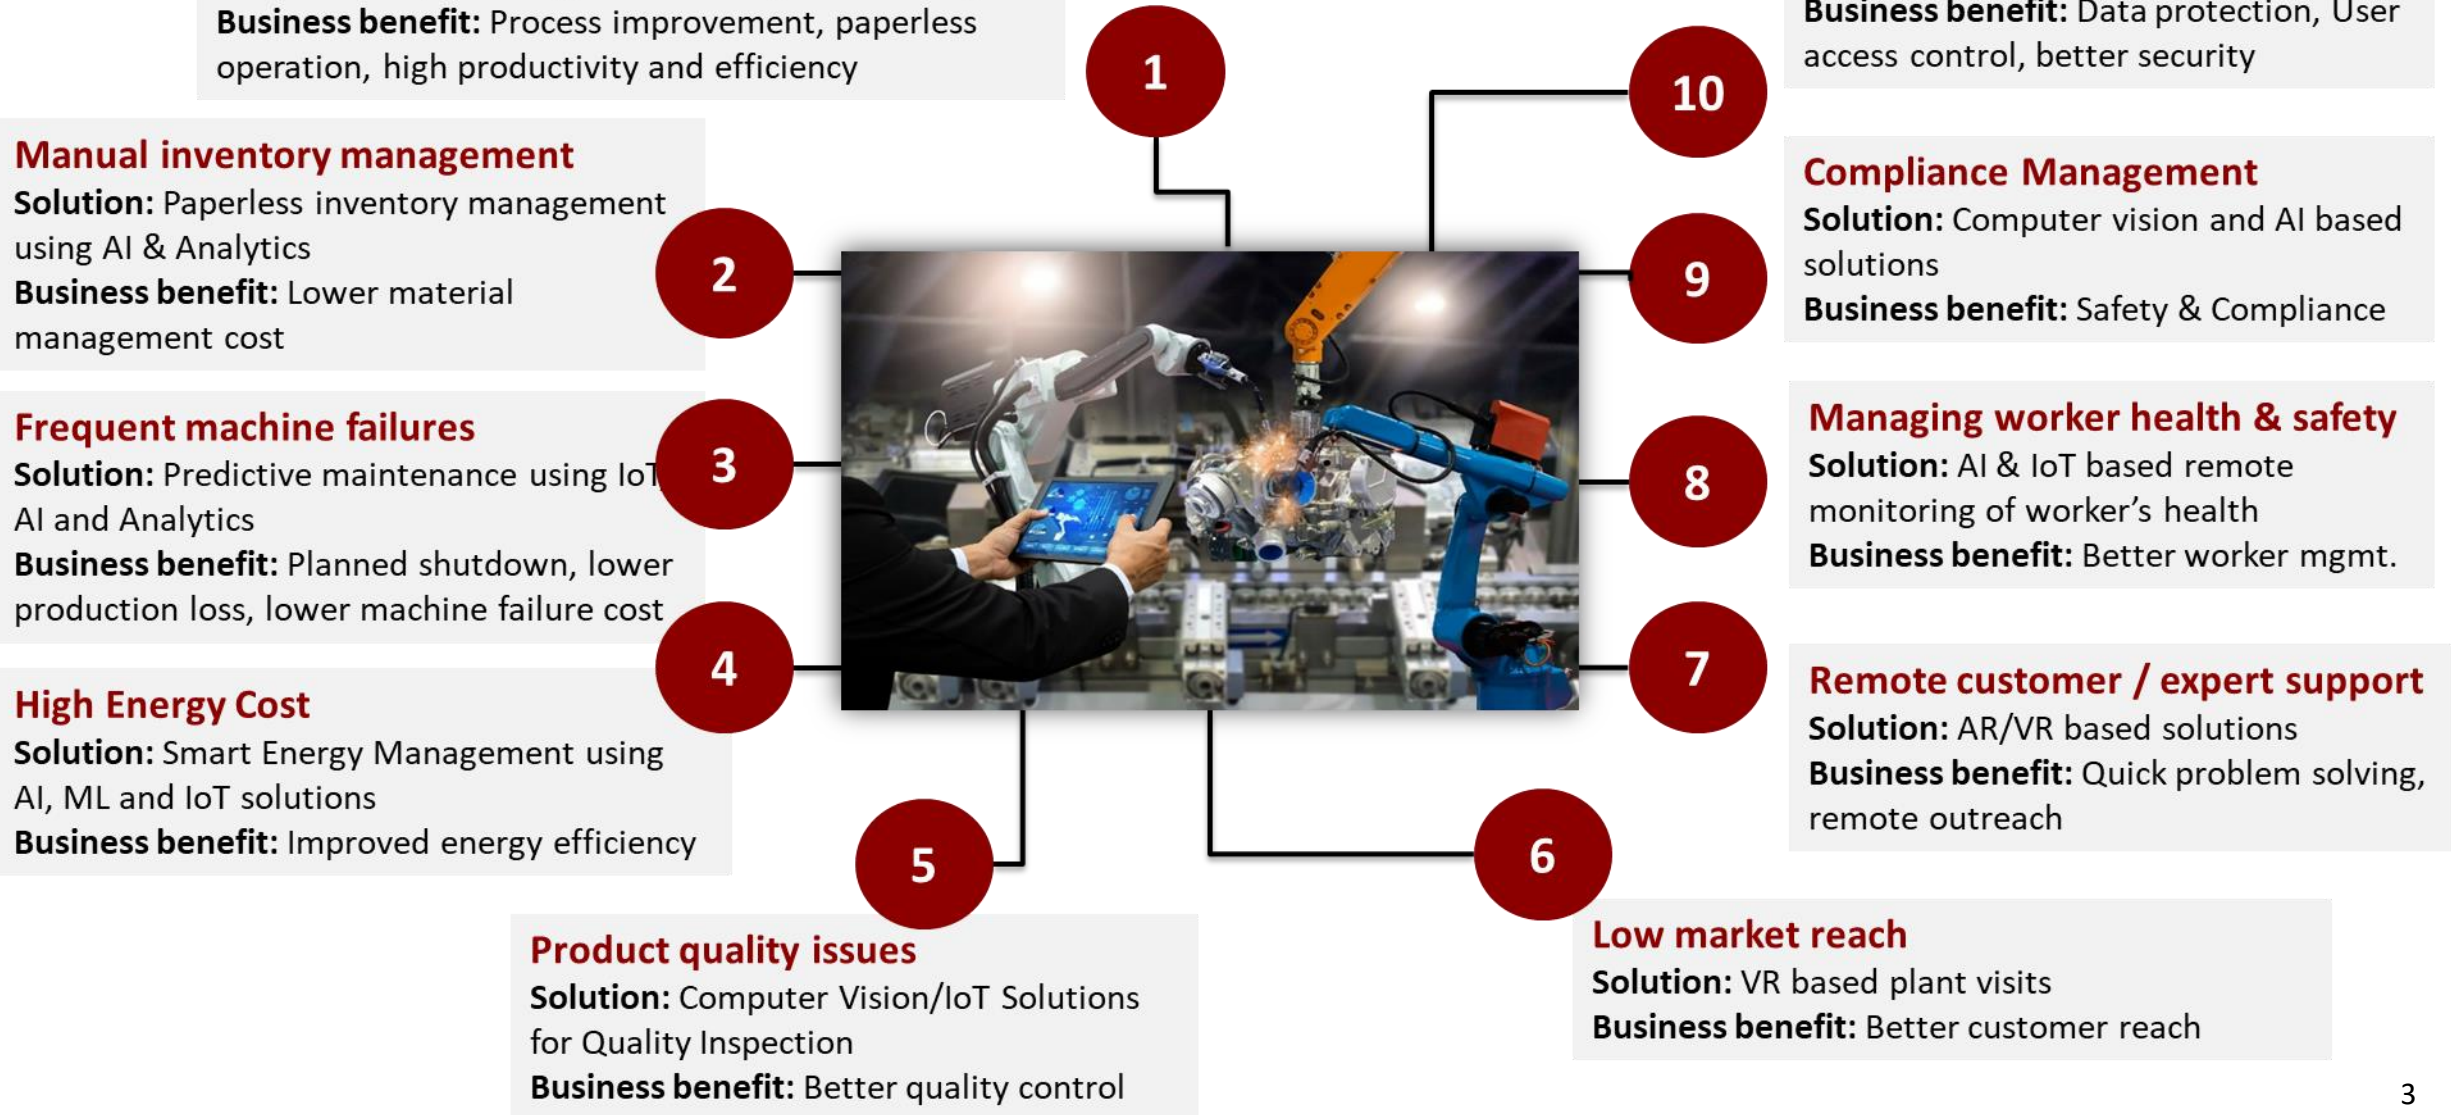 Business benefit: Process improvement, paperless
operation, high productivity and efficiency
1
Manual inventory management
Solution: Paperless inventory management
using AI & Analytics
Business benefit: Lower material
management cost
2
Frequent machine failures
Solution: Predictive maintenance using IoT
AI and Analytics
Business benefit: Planned shutdown, lower
production loss, lower machine failure cost
3
High Energy Cost
Solution: Smart Energy Management using
AI, ML and IoT solutions
Business benefit: Improved energy efficiency
4
5
Product quality issues
Solution: Computer Vision/IoT Solutions
for Quality Inspection
Business benefit: Better quality control
6
Low market reach
Solution: VR based plant visits
Business benefit: Better customer reach
7
Remote customer / expert support
Solution: AR/VR based solutions
Business benefit: Quick problem solving,
remote outreach
8
Managing worker health & safety
Solution: AI & IoT based remote
monitoring of worker’s health
Business benefit: Better worker mgmt.
9
Compliance Management
Solution: Computer vision and AI based
solutions
Business benefit: Safety & Compliance
10
Business benefit: Data protection, User
access control, better security
3